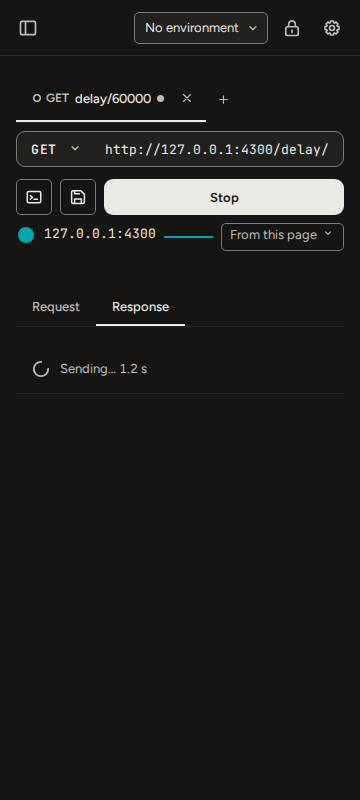 No environment
GET delay/60000
GET http://127.0.0.1:4300/delay/
Stop
127.0.0.1:4300 From this page
Request Response
Sending... 1.2 s